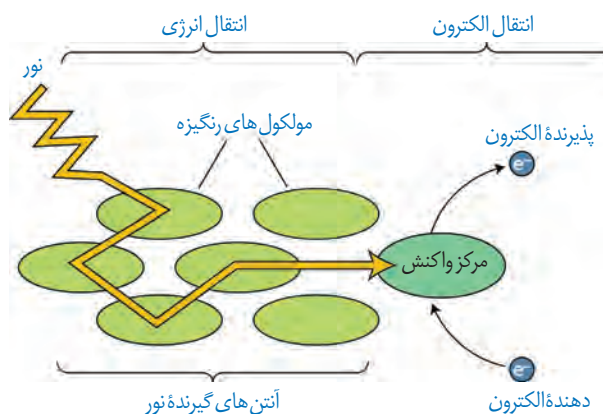 انتقال الکترون
انتقال انرژی
نور
مولکول‌های رنگیزه
پذیرندهٔ الکترون
e⁻
مرکز واکنش
e⁻
دهندهٔ الکترون
آنتن‌های گیرندهٔ نور